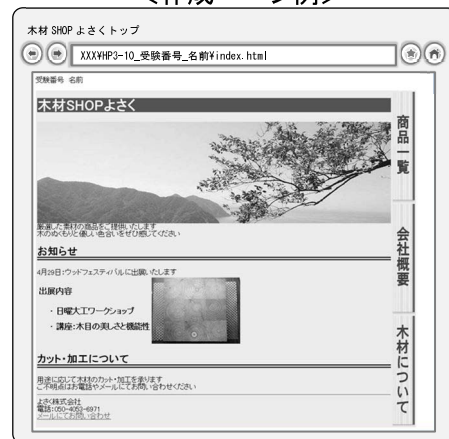 木材 SHOP よさくトップ
XXX¥HP3-10_受験番号_名前¥index.html
受験番号 名前
木材SHOPよさく
厳選した素材の商品をご提供いたします
木のぬくもりと優しい色合いをぜひ感じてください
お知らせ
4月29日:ウッドフェスティバルに出展いたします
出展内容
・日曜大工ワークショップ
・講座:木目の美しさと機能性
カット・加工について
用途に応じて木材のカット・加工を承ります
ご不明点はお電話やメールにてお問い合わせください
よさく株式会社
電話:050-4053-6971
メールにてお問い合わせ
商品一覧
会社概要
木材について